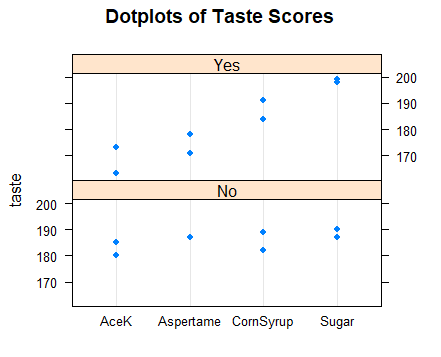 Dotplots of Taste Scores
Yes
200
190
180
170
taste
No
200
190
180
170
AceK Aspertame CornSyrup Sugar